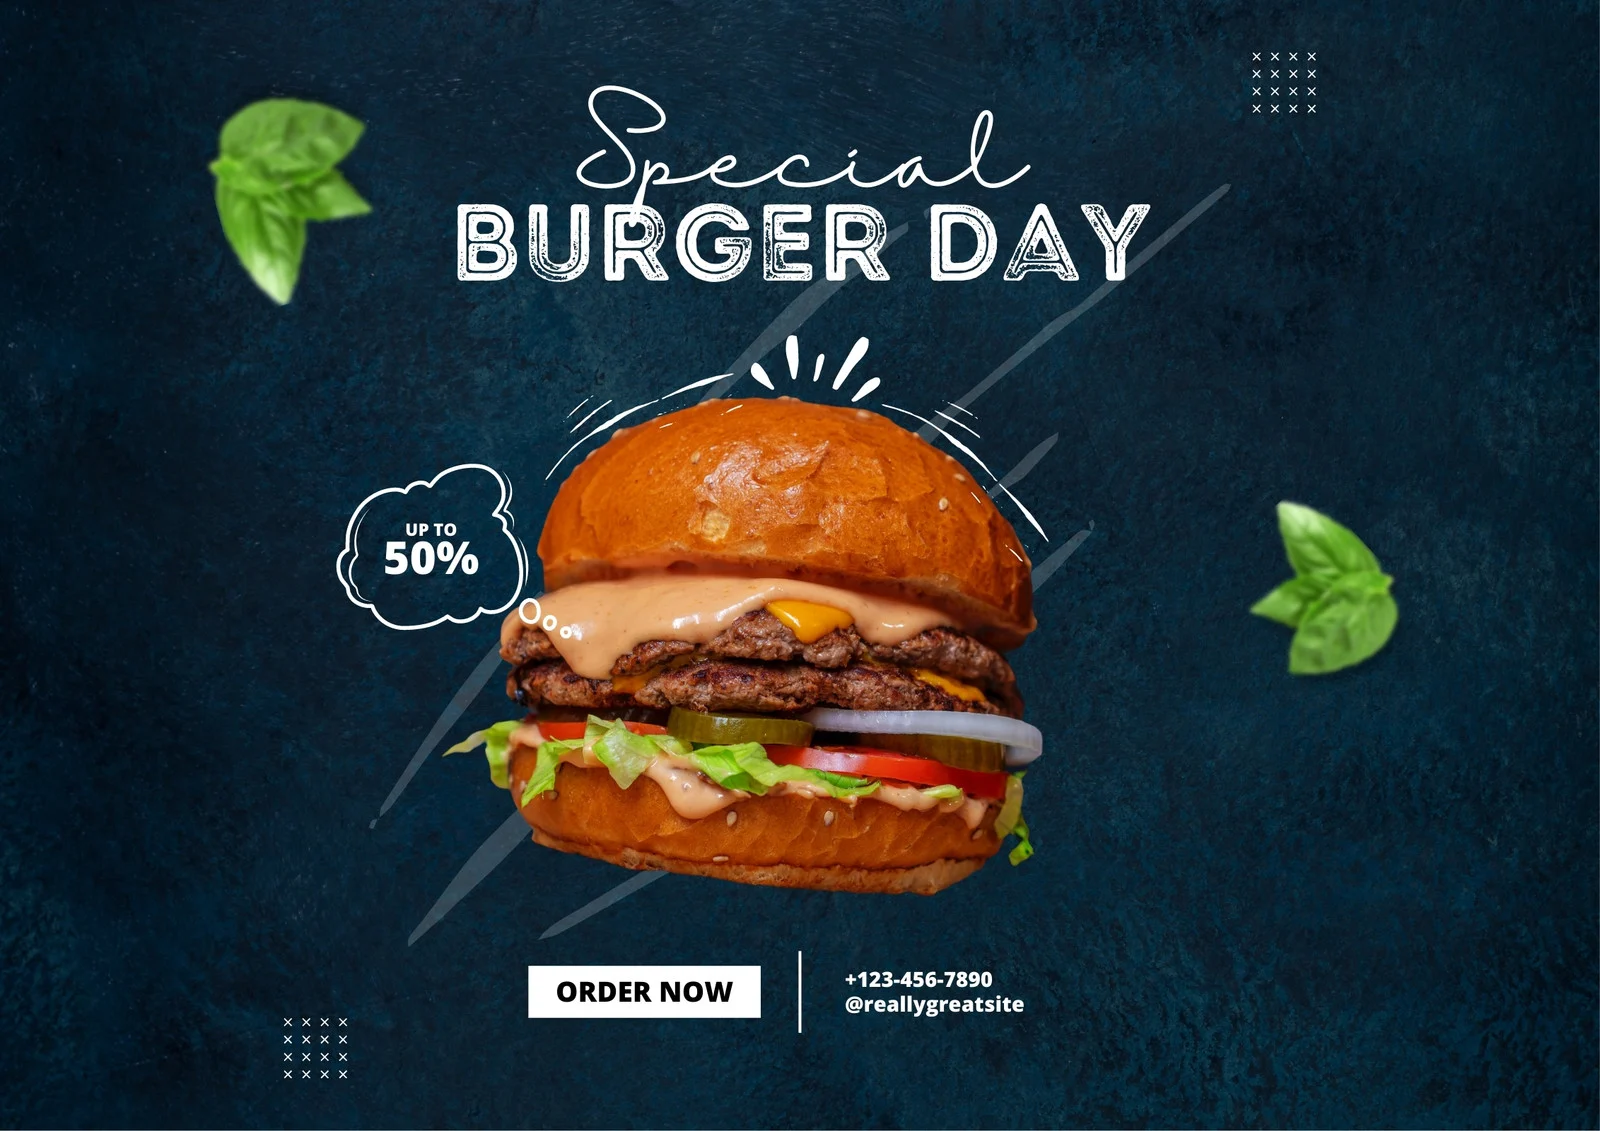 Special
BURGER DAY
UP TO
50%
ORDER NOW
+123-456-7890
@reallygreatsite